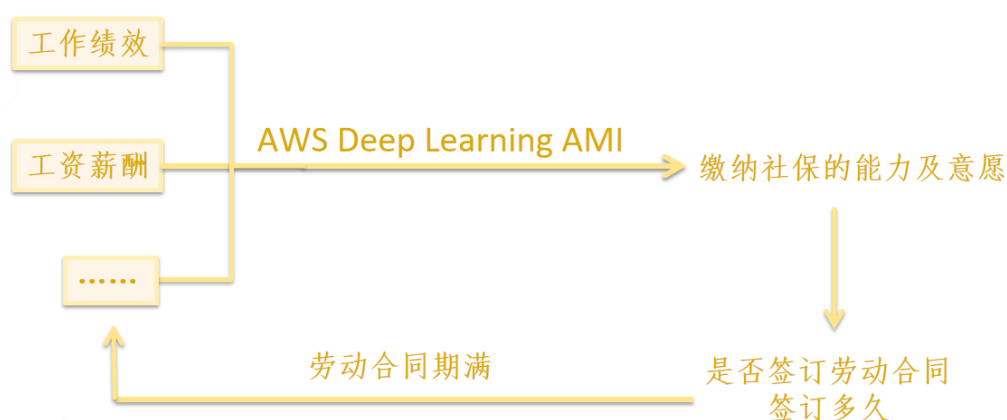 工作绩效
AWS Deep Learning AMI
工资薪酬
缴纳社保的能力及意愿
......
劳动合同期满
是否签订劳动合同
签订多久